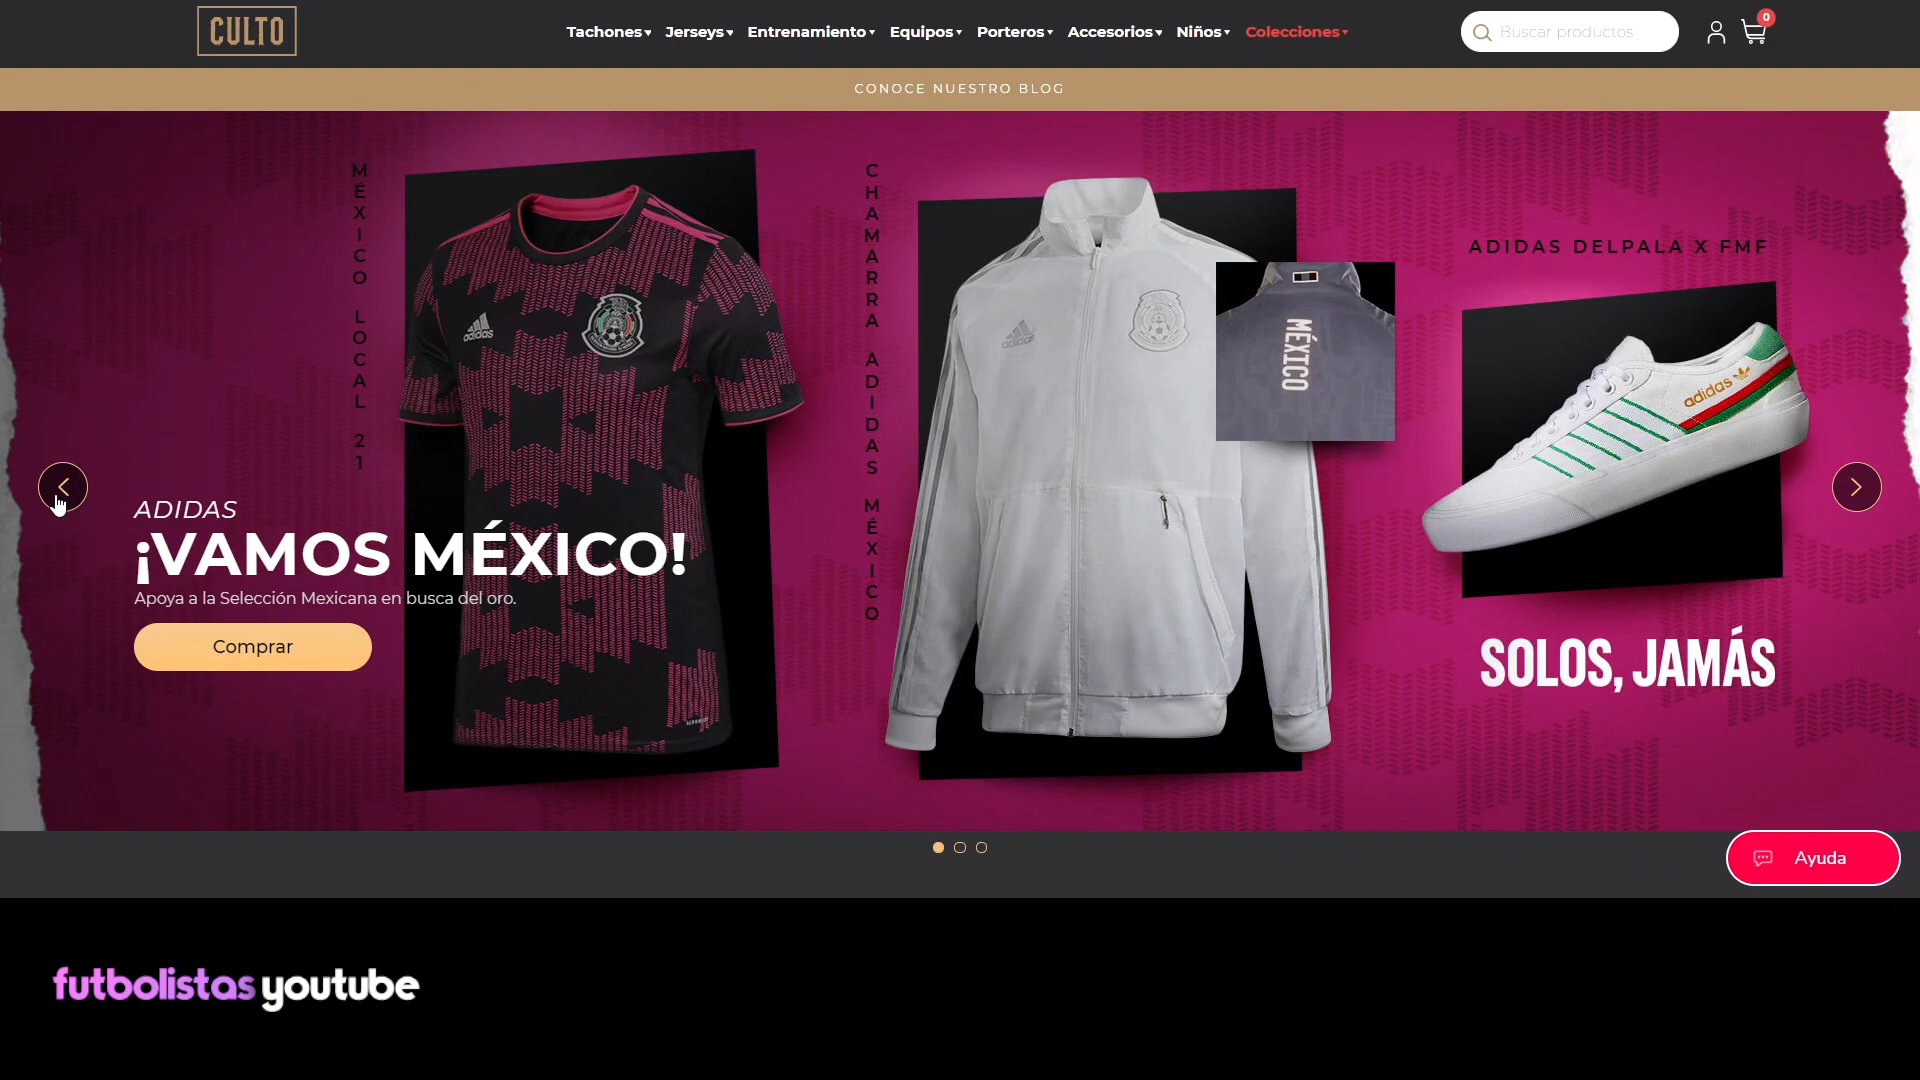 CULTO
Tachones Jerseys Entrenamiento Equipos Porteros Accesorios Niños Colecciones
Buscar productos
0
CONOCE NUESTRO BLOG
MÉXICO LOCAL 21
CHAMARRA ADIDAS MÉXICO
ADIDAS DELPALA X FMF
adidas
adidas
MÉXICO
adidas
ADIDAS
¡VAMOS MÉXICO!
Apoya a la Selección Mexicana en busca del oro.
Comprar
SOLOS, JAMÁS
Ayuda
futbolistas youtube